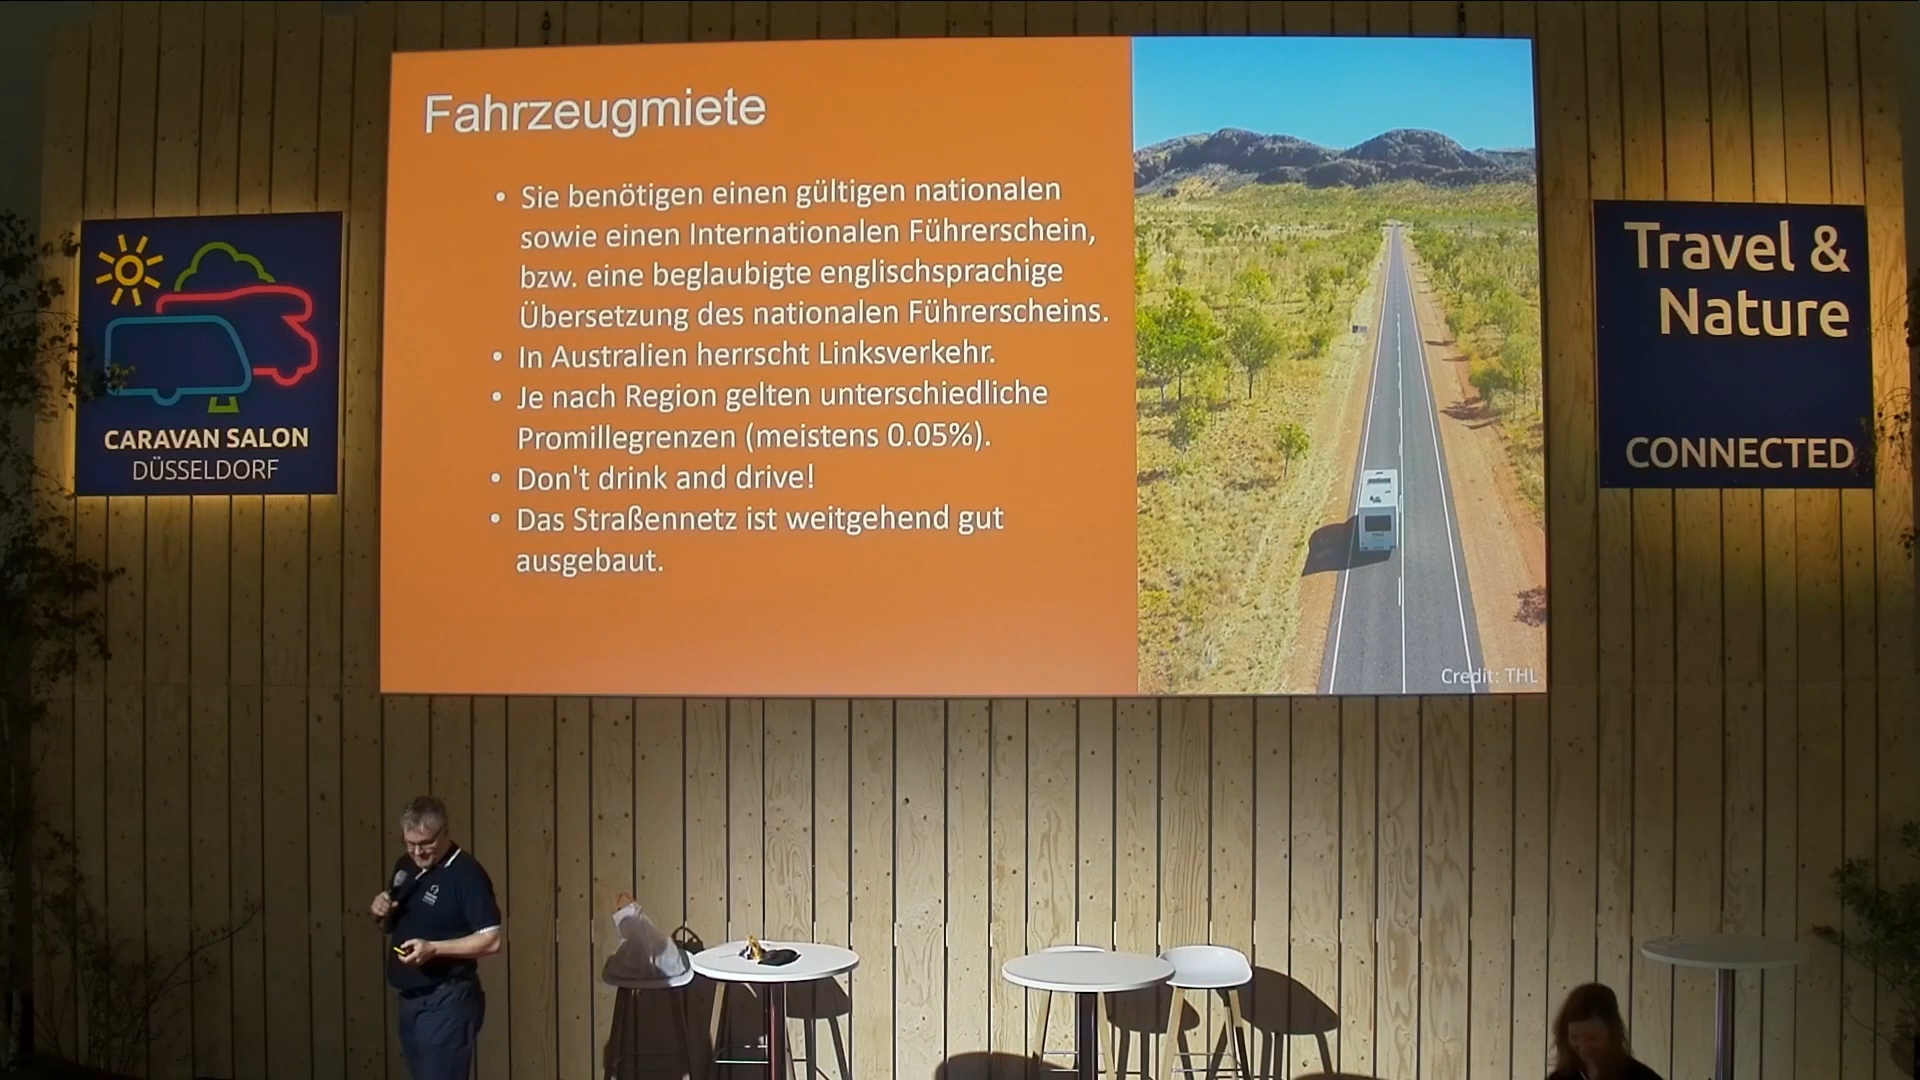 Fahrzeugmiete
• Sie benötigen einen gültigen nationalen
sowie einen Internationalen Führerschein,
bzw. eine beglaubigte englischsprachige
Übersetzung des nationalen Führerscheins.
• In Australien herrscht Linksverkehr.
• Je nach Region gelten unterschiedliche
Promillegrenzen (meistens 0.05%).
• Don't drink and drive!
• Das Straßennetz ist weitgehend gut
ausgebaut.
Credit: THL
CARAVAN SALON
DÜSSELDORF
Travel &
Nature
CONNECTED